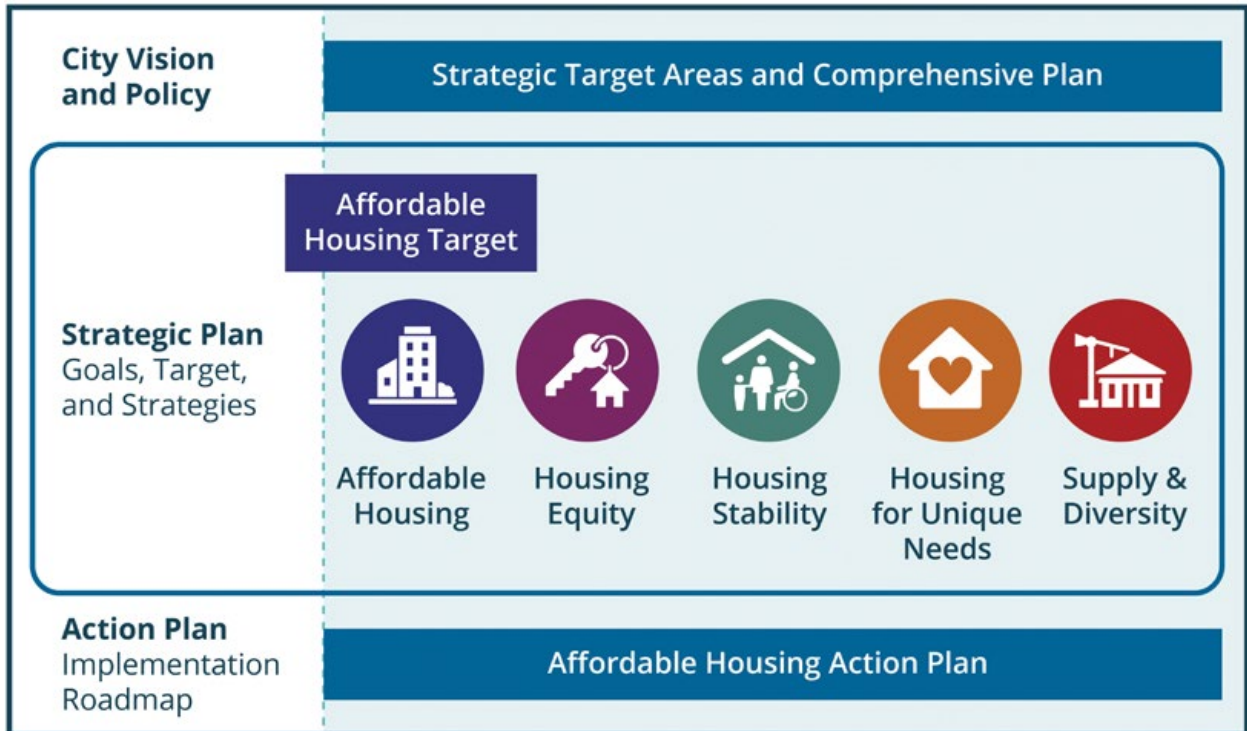 City Vision
and Policy
Strategic Target Areas and Comprehensive Plan
Affordable
Housing Target
Strategic Plan
Goals, Target,
and Strategies
Affordable
Housing
Housing
Equity
Housing
Stability
Housing
for Unique
Needs
Supply &
Diversity
Action Plan
Implementation
Roadmap
Affordable Housing Action Plan